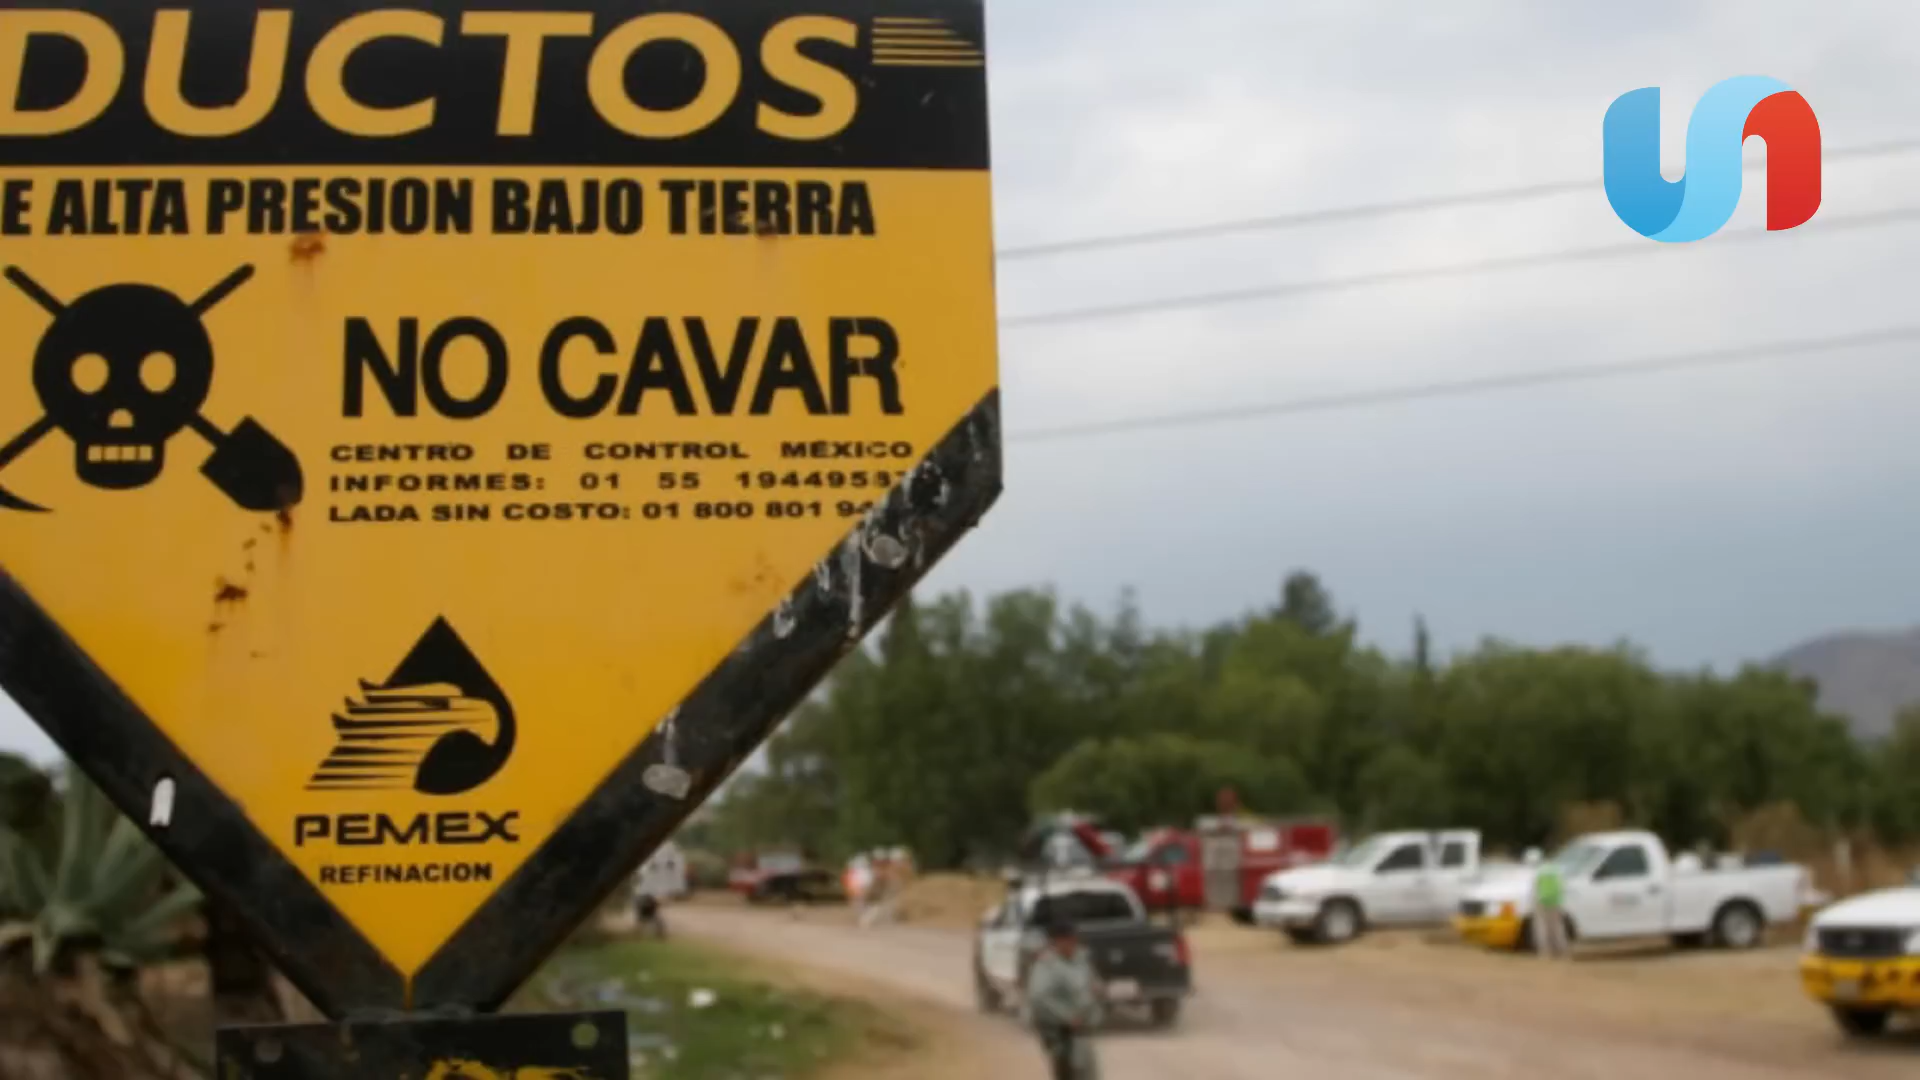 DUCTOS
E ALTA PRESION BAJO TIERRA
NO CAVAR
CENTRO DE CONTROL MÉXICO
INFORMES: 01 55
LADA SIN COSTO: 01 800 801
PEMEX
REFINACION